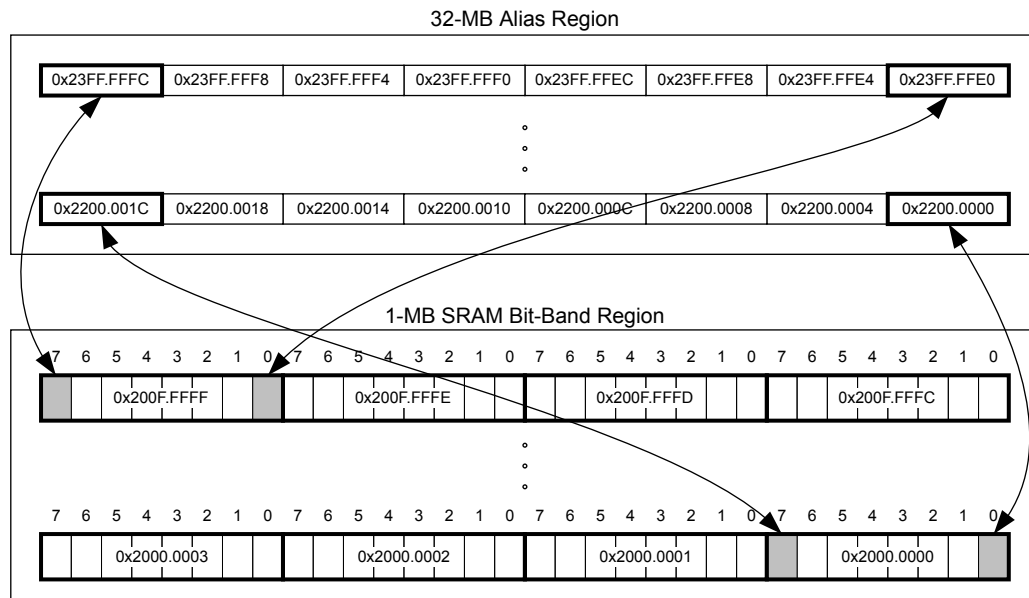 32-MB Alias Region
0x23FF.FFFC 0x23FF.FFF8 0x23FF.FFF4 0x23FF.FFF0 0x23FF.FFEC 0x23FF.FFE8 0x23FF.FFE4 0x23FF.FFE0
0x2200.001C 0x2200.0018 0x2200.0014 0x2200.0010 0x2200.000C 0x2200.0008 0x2200.0004 0x2200.0000
1-MB SRAM Bit-Band Region
7 6 5 4 3 2 1 0 7 6 5 4 3 2 1 0 7 6 5 4 3 2 1 0 7 6 5 4 3 2 1 0
0x200F.FFFF 0x200F.FFFE 0x200F.FFFD 0x200F.FFFC
7 6 5 4 3 2 1 0 7 6 5 4 3 2 1 0 7 6 5 4 3 2 1 0 7 6 5 4 3 2 1 0
0x2000.0003 0x2000.0002 0x2000.0001 0x2000.0000